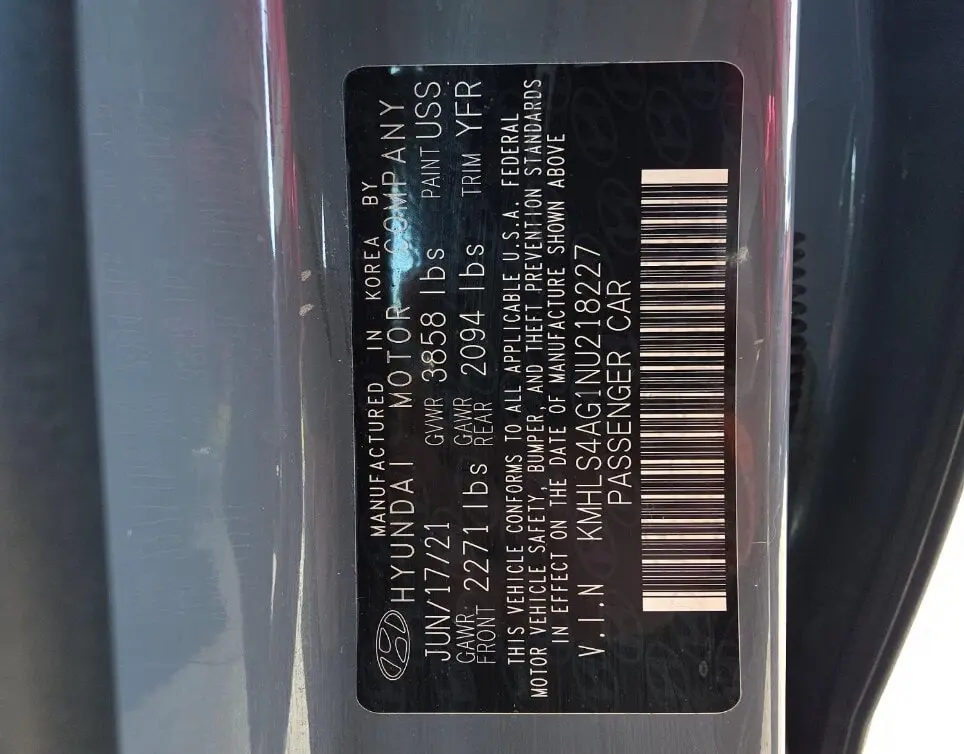 MANUFACTURED IN KOREA BY
HYUNDAI MOTOR COMPANY
JUN/17/21 GVWR 3858 lbs PAINT USS
GAWR: FRONT 2271 lbs GAWR REAR 2094 lbs TRIM YFR
THIS VEHICLE CONFORMS TO ALL APPLICABLE U.S.A. FEDERAL
MOTOR VEHICLE SAFETY, BUMPER, AND THEFT PREVENTION STANDARDS
IN EFFECT ON THE DATE OF MANUFACTURE SHOWN ABOVE
V.I.N KMHLS4AG1NU218227
PASSENGER CAR